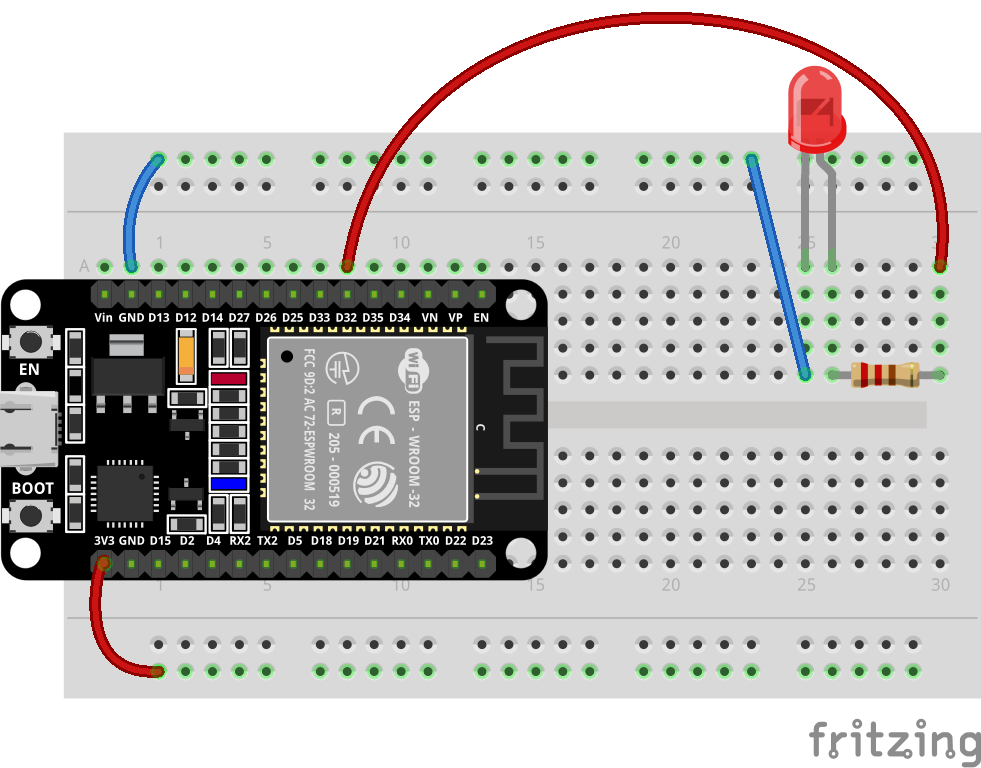 1 5 10 15 20 25 3
A
Vin GND D13 D12 D14 D27 D26 D25 D33 D32 D35 D34 VN VP EN
EN
FCC 9D:2 AC 72-ESPWROOM 32
R
205 - 000519
CE
Wi Fi
ESP - WROOM-32
C
BOOT
3V3 GND D15 D2 D4 RX2 TX2 D5 D18 D19 D21 RX0 TX0 D22 D23
1 5 10 15 20 25 30
fritzing